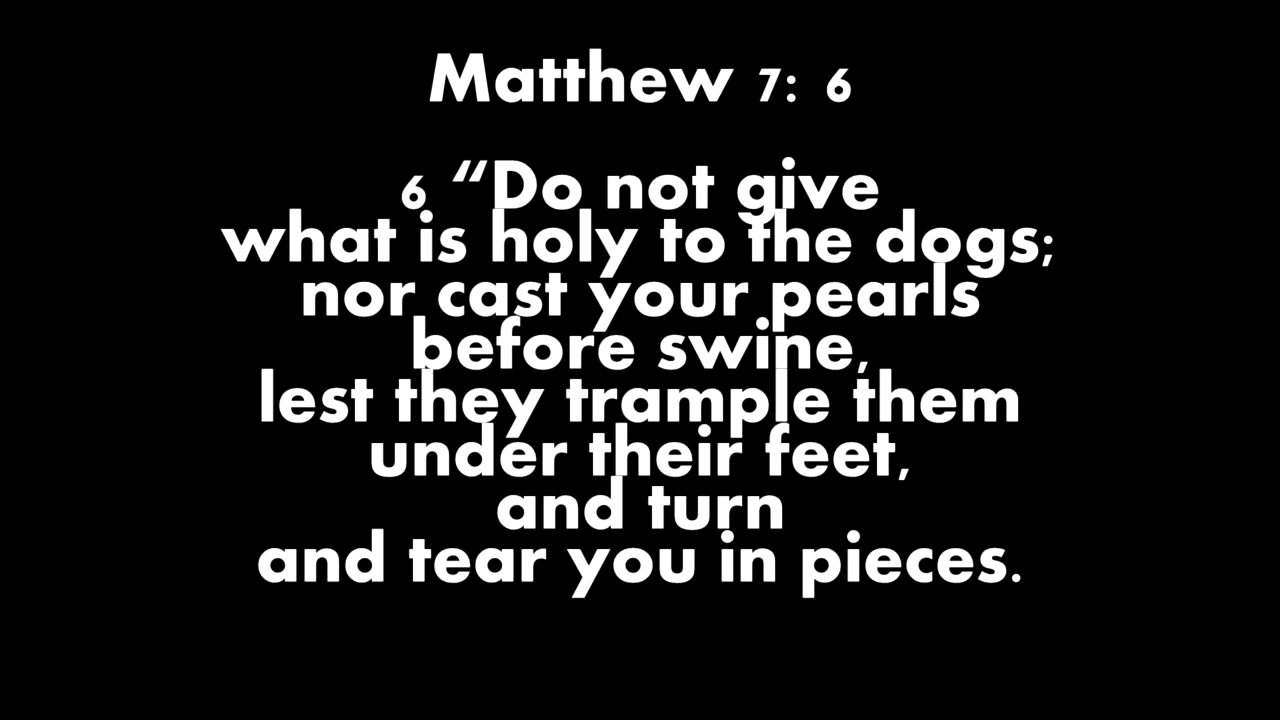 Matthew 7: 6
6 “Do not give
what is holy to the dogs;
nor cast your pearls
before swine,
lest they trample them
under their feet,
and turn
and tear you in pieces.